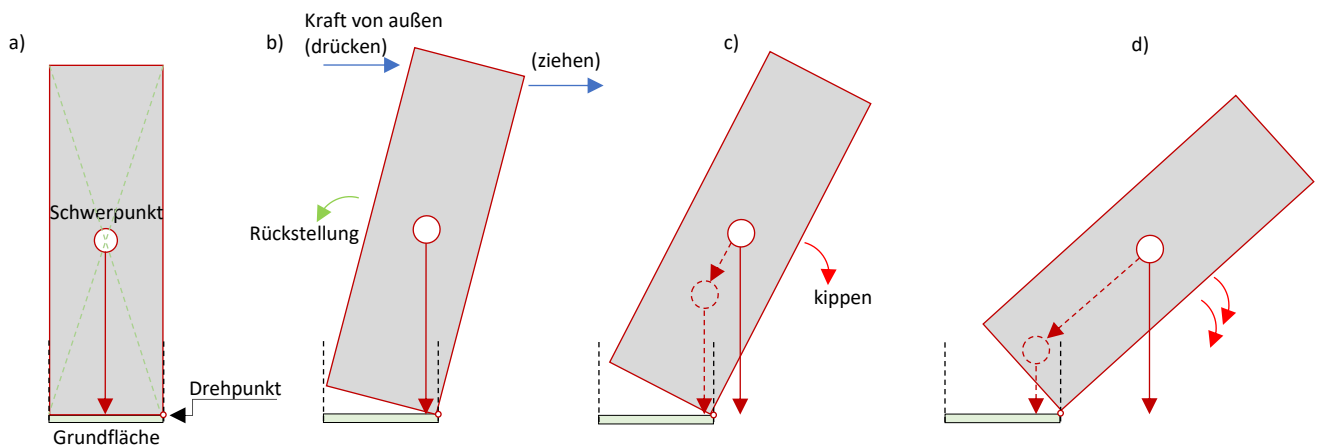 a)
Schwerpunkt
Drehpunkt
Grundfläche
b)
Kraft von außen
(drücken)
(ziehen)
Rückstellung
c)
kippen
d)